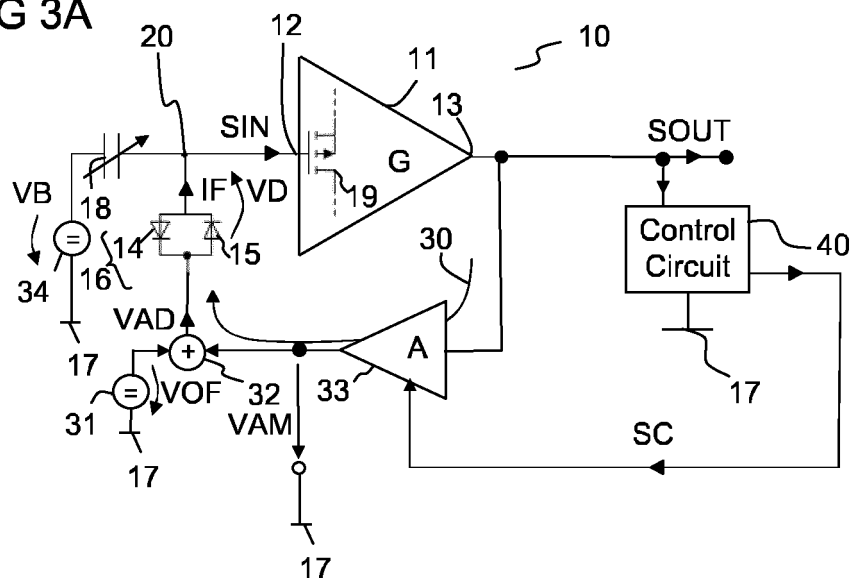 G 3A
20
12
11
10
13
SIN
SOUT
G
19
VB
18
IF
VD
14
15
16
34
30
Control
Circuit
40
VAD
+
=
=
A
17
17
31
VOF
32
33
VAM
SC
17
17